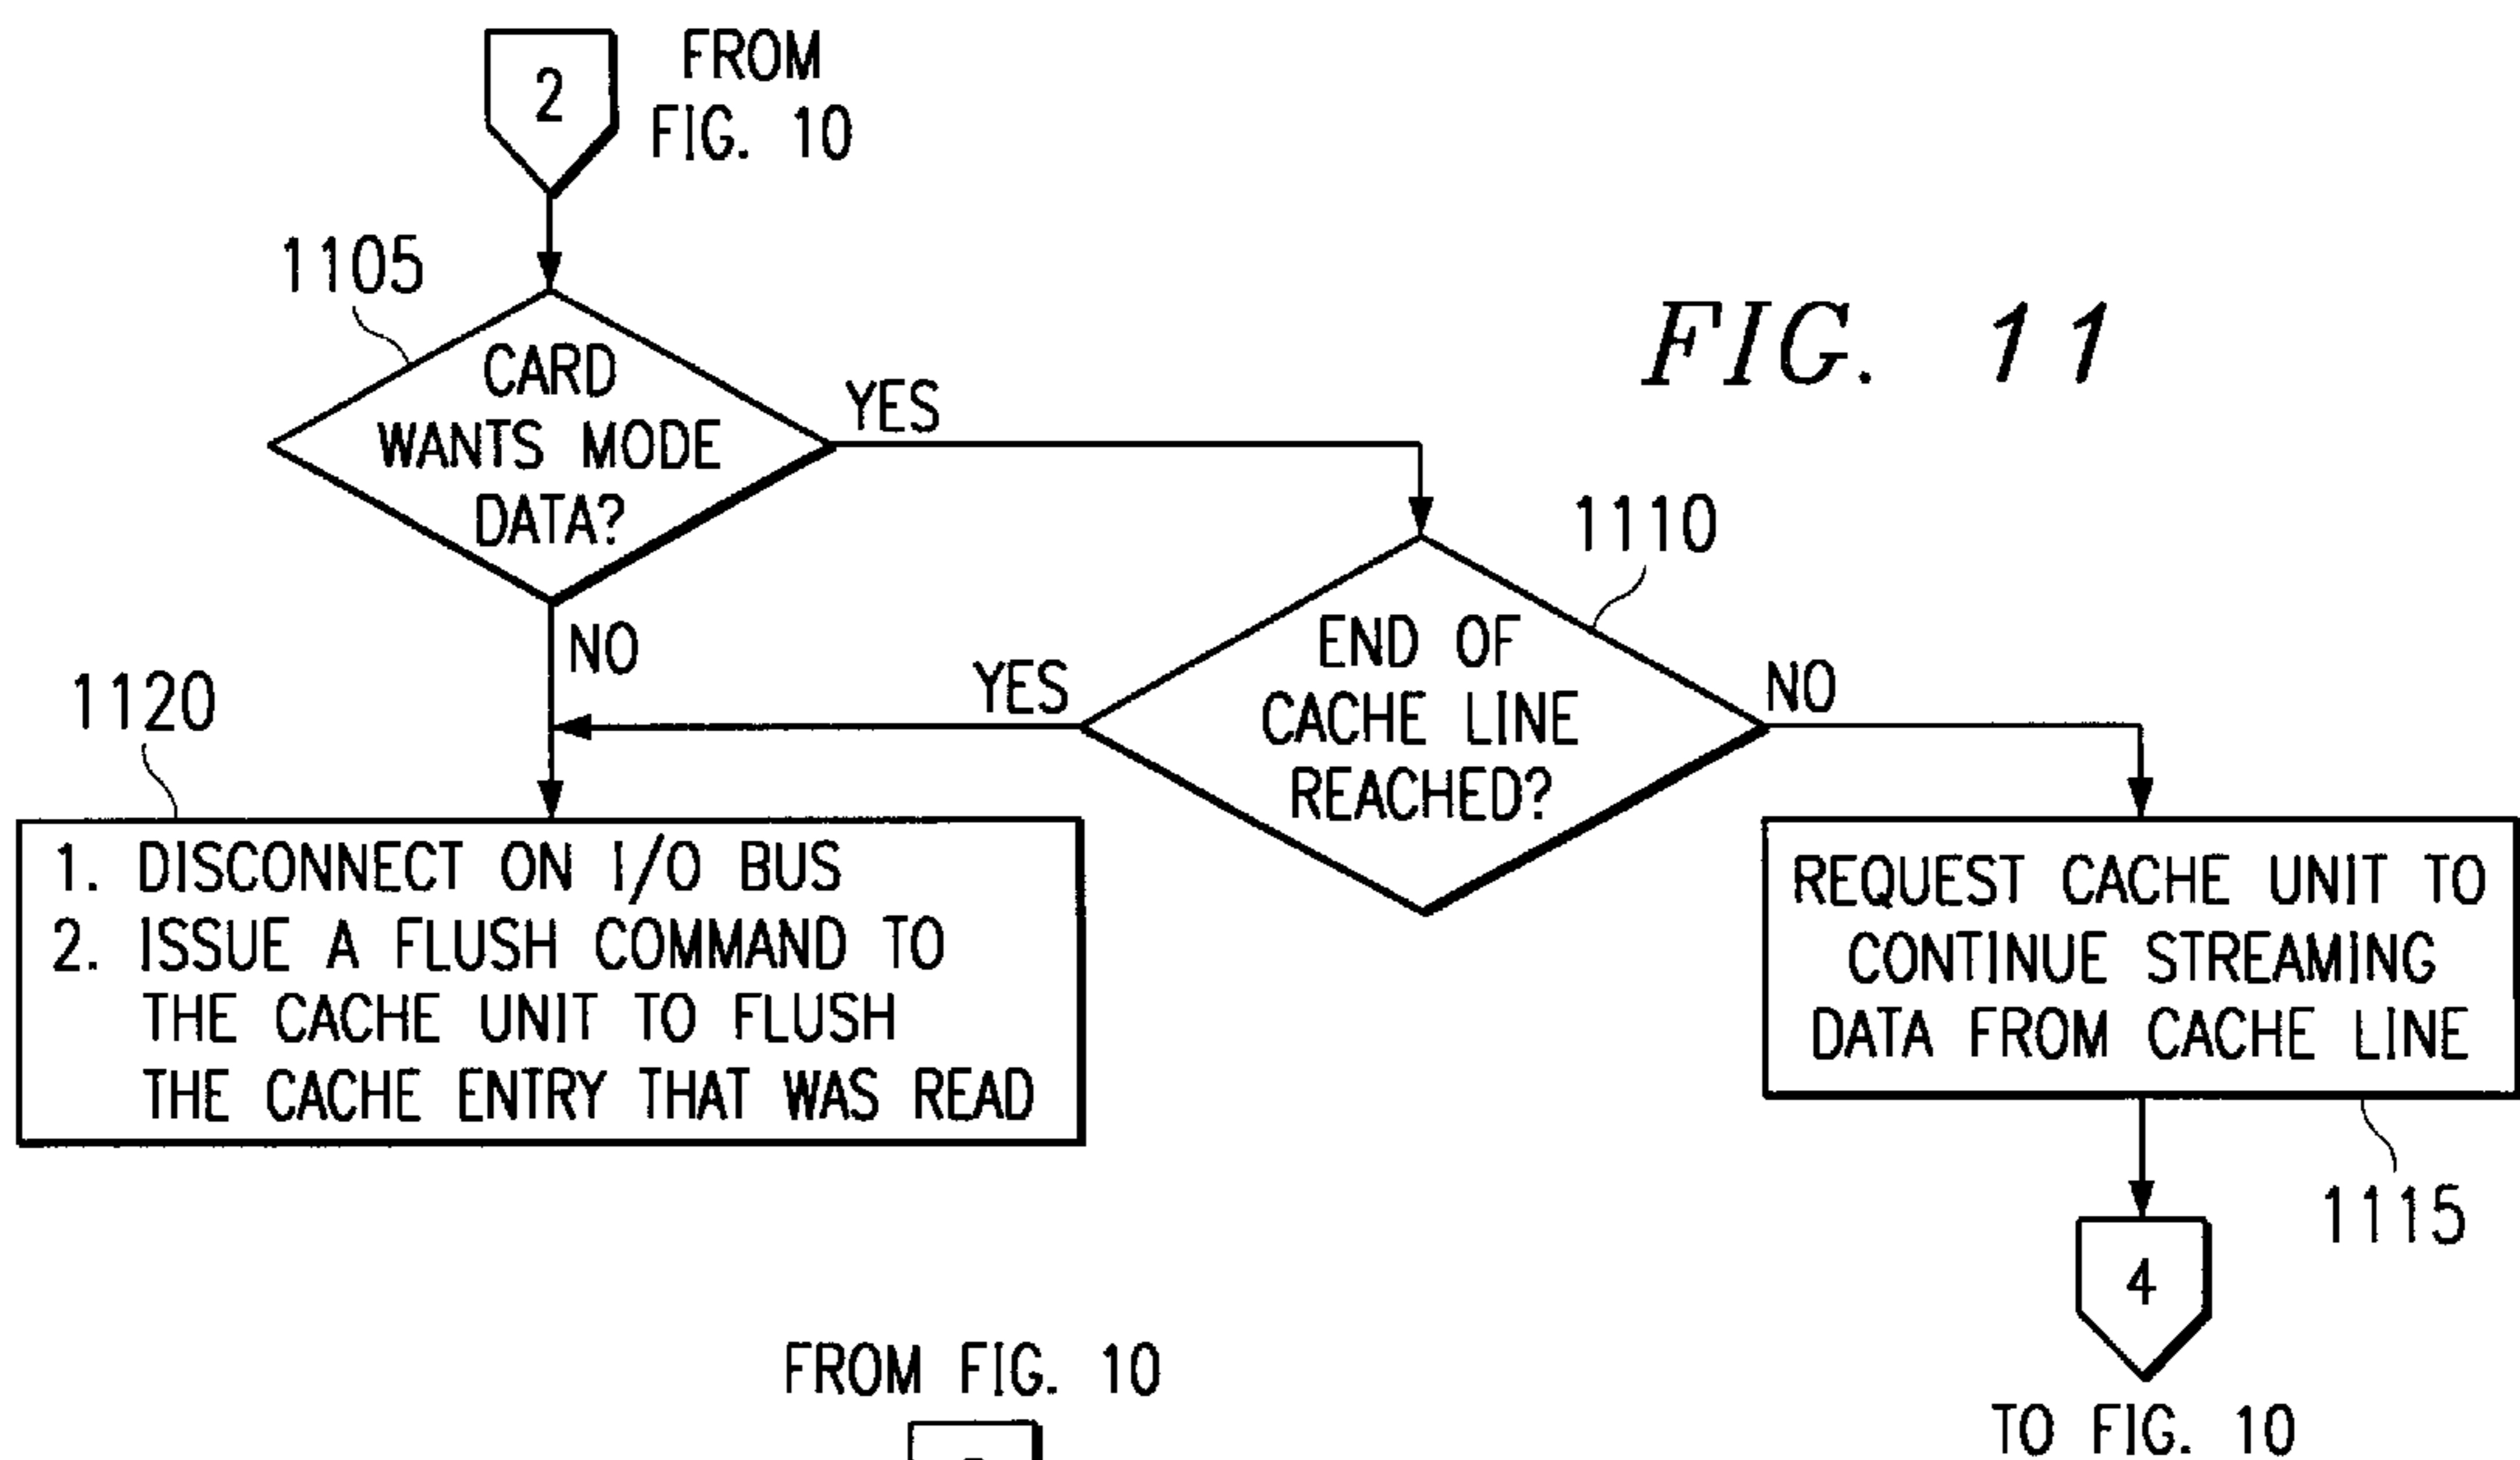 2
FROM
FIG. 10
1105
CARD
WANTS MODE
DATA?
YES
FIG. 11
1110
END OF
CACHE LINE
REACHED?
NO
YES
NO
1120
1. DISCONNECT ON I/O BUS
2. ISSUE A FLUSH COMMAND TO
THE CACHE UNIT TO FLUSH
THE CACHE ENTRY THAT WAS READ
REQUEST CACHE UNIT TO
CONTINUE STREAMING
DATA FROM CACHE LINE
1115
4
TO FIG. 10
FROM FIG. 10